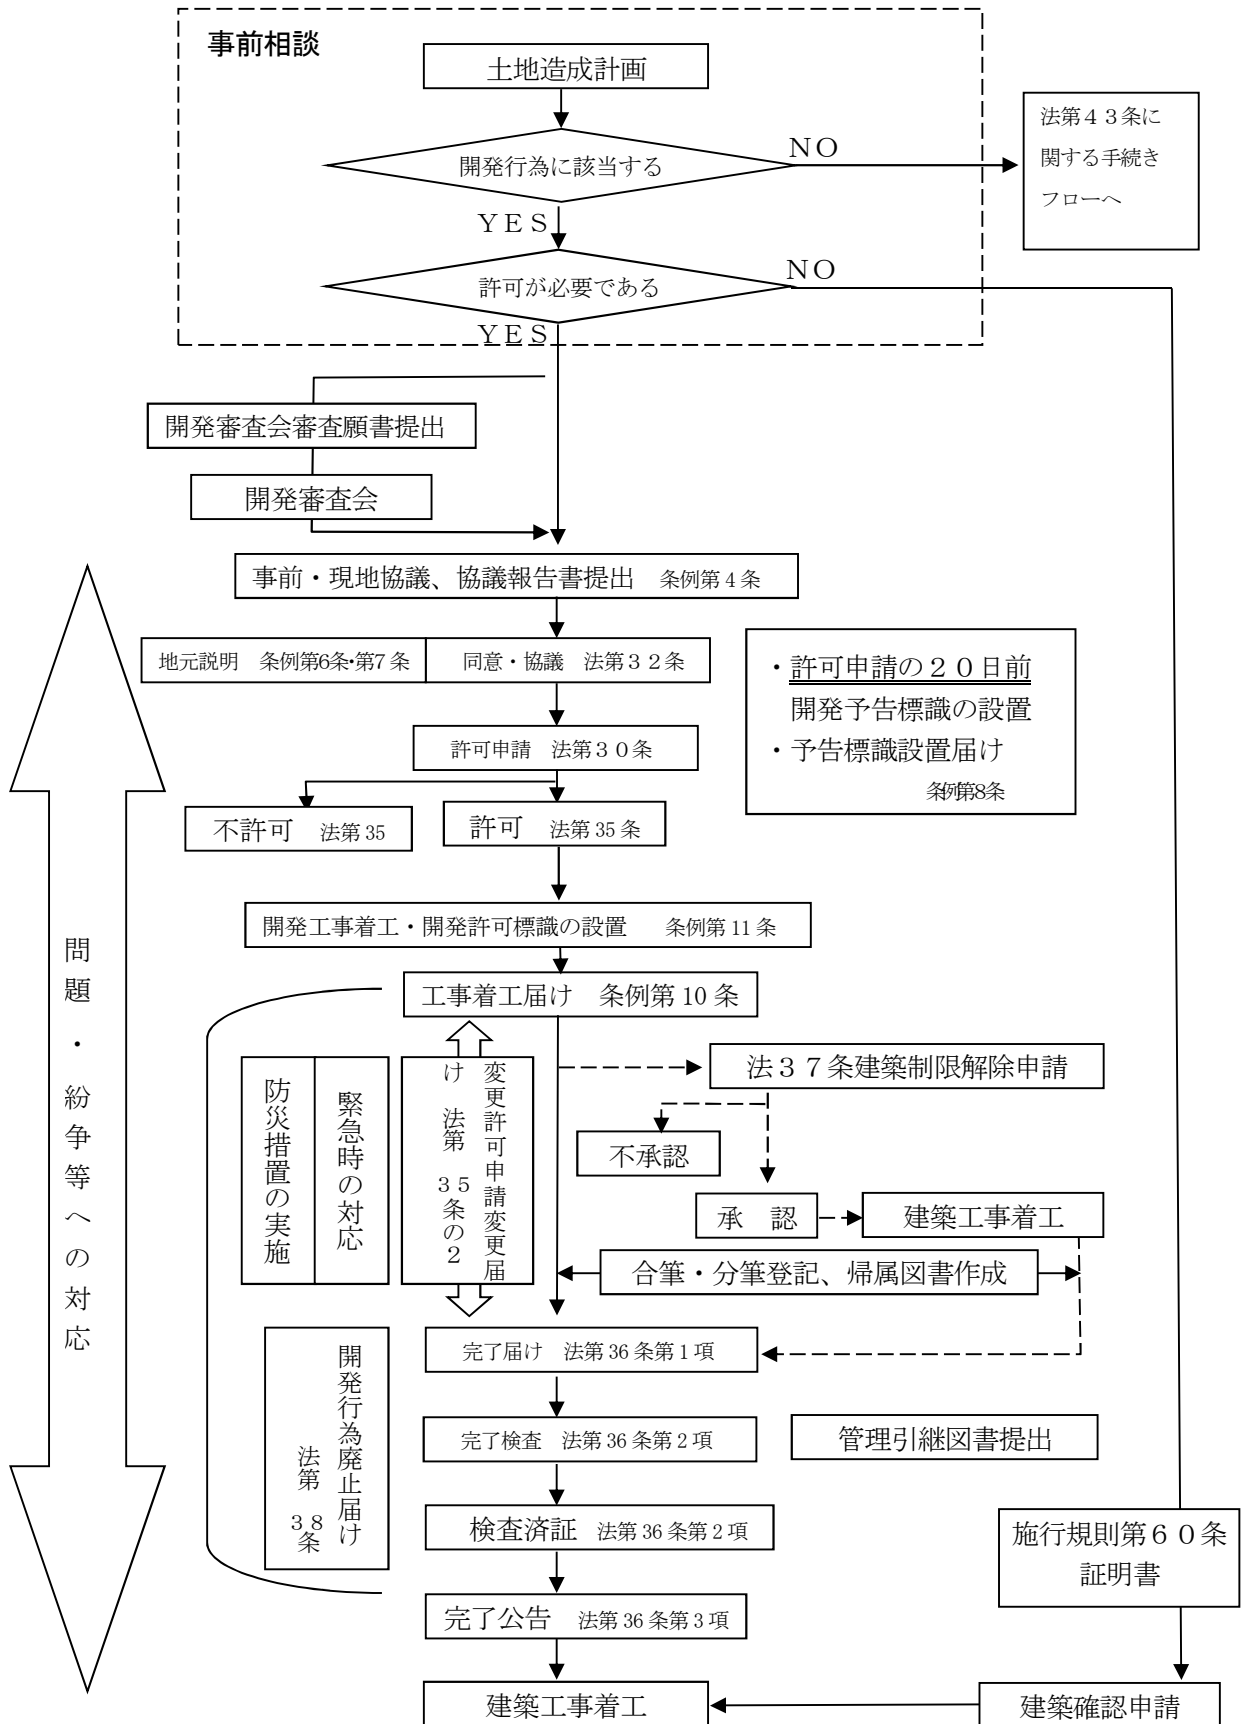 事前相談
土地造成計画
開発行為に該当する
NO
法第４３条に
関する手続き
フローへ
YES
許可が必要である
NO
YES
開発審査会審査願書提出
開発審査会
事前・現地協議、協議報告書提出　条例第４条
地元説明　条例第6条・第７条
同意・協議　法第３２条
・許可申請の２０日前
開発予告標識の設置
・予告標識設置届け
条例第8条
許可申請　法第３０条
不許可　法第 35
許可　法第 35 条
開発工事着工・開発許可標識の設置　条例第 11 条
工事着工届け　条例第 10 条
問題・紛争等への対応
防災措置の実施
緊急時の対応
変更許可申請変更届
け　法第　３５条の２
法３７条建築制限解除申請
不承認
承　認
建築工事着工
合筆・分筆登記、帰属図書作成
開発行為廃止届け
法第　３８条
完了届け　法第 36 条第１項
完了検査　法第 36 条第２項
管理引継図書提出
検査済証　法第 36 条第２項
施行規則第６０条
証明書
完了公告　法第 36 条第３項
建築工事着工
建築確認申請